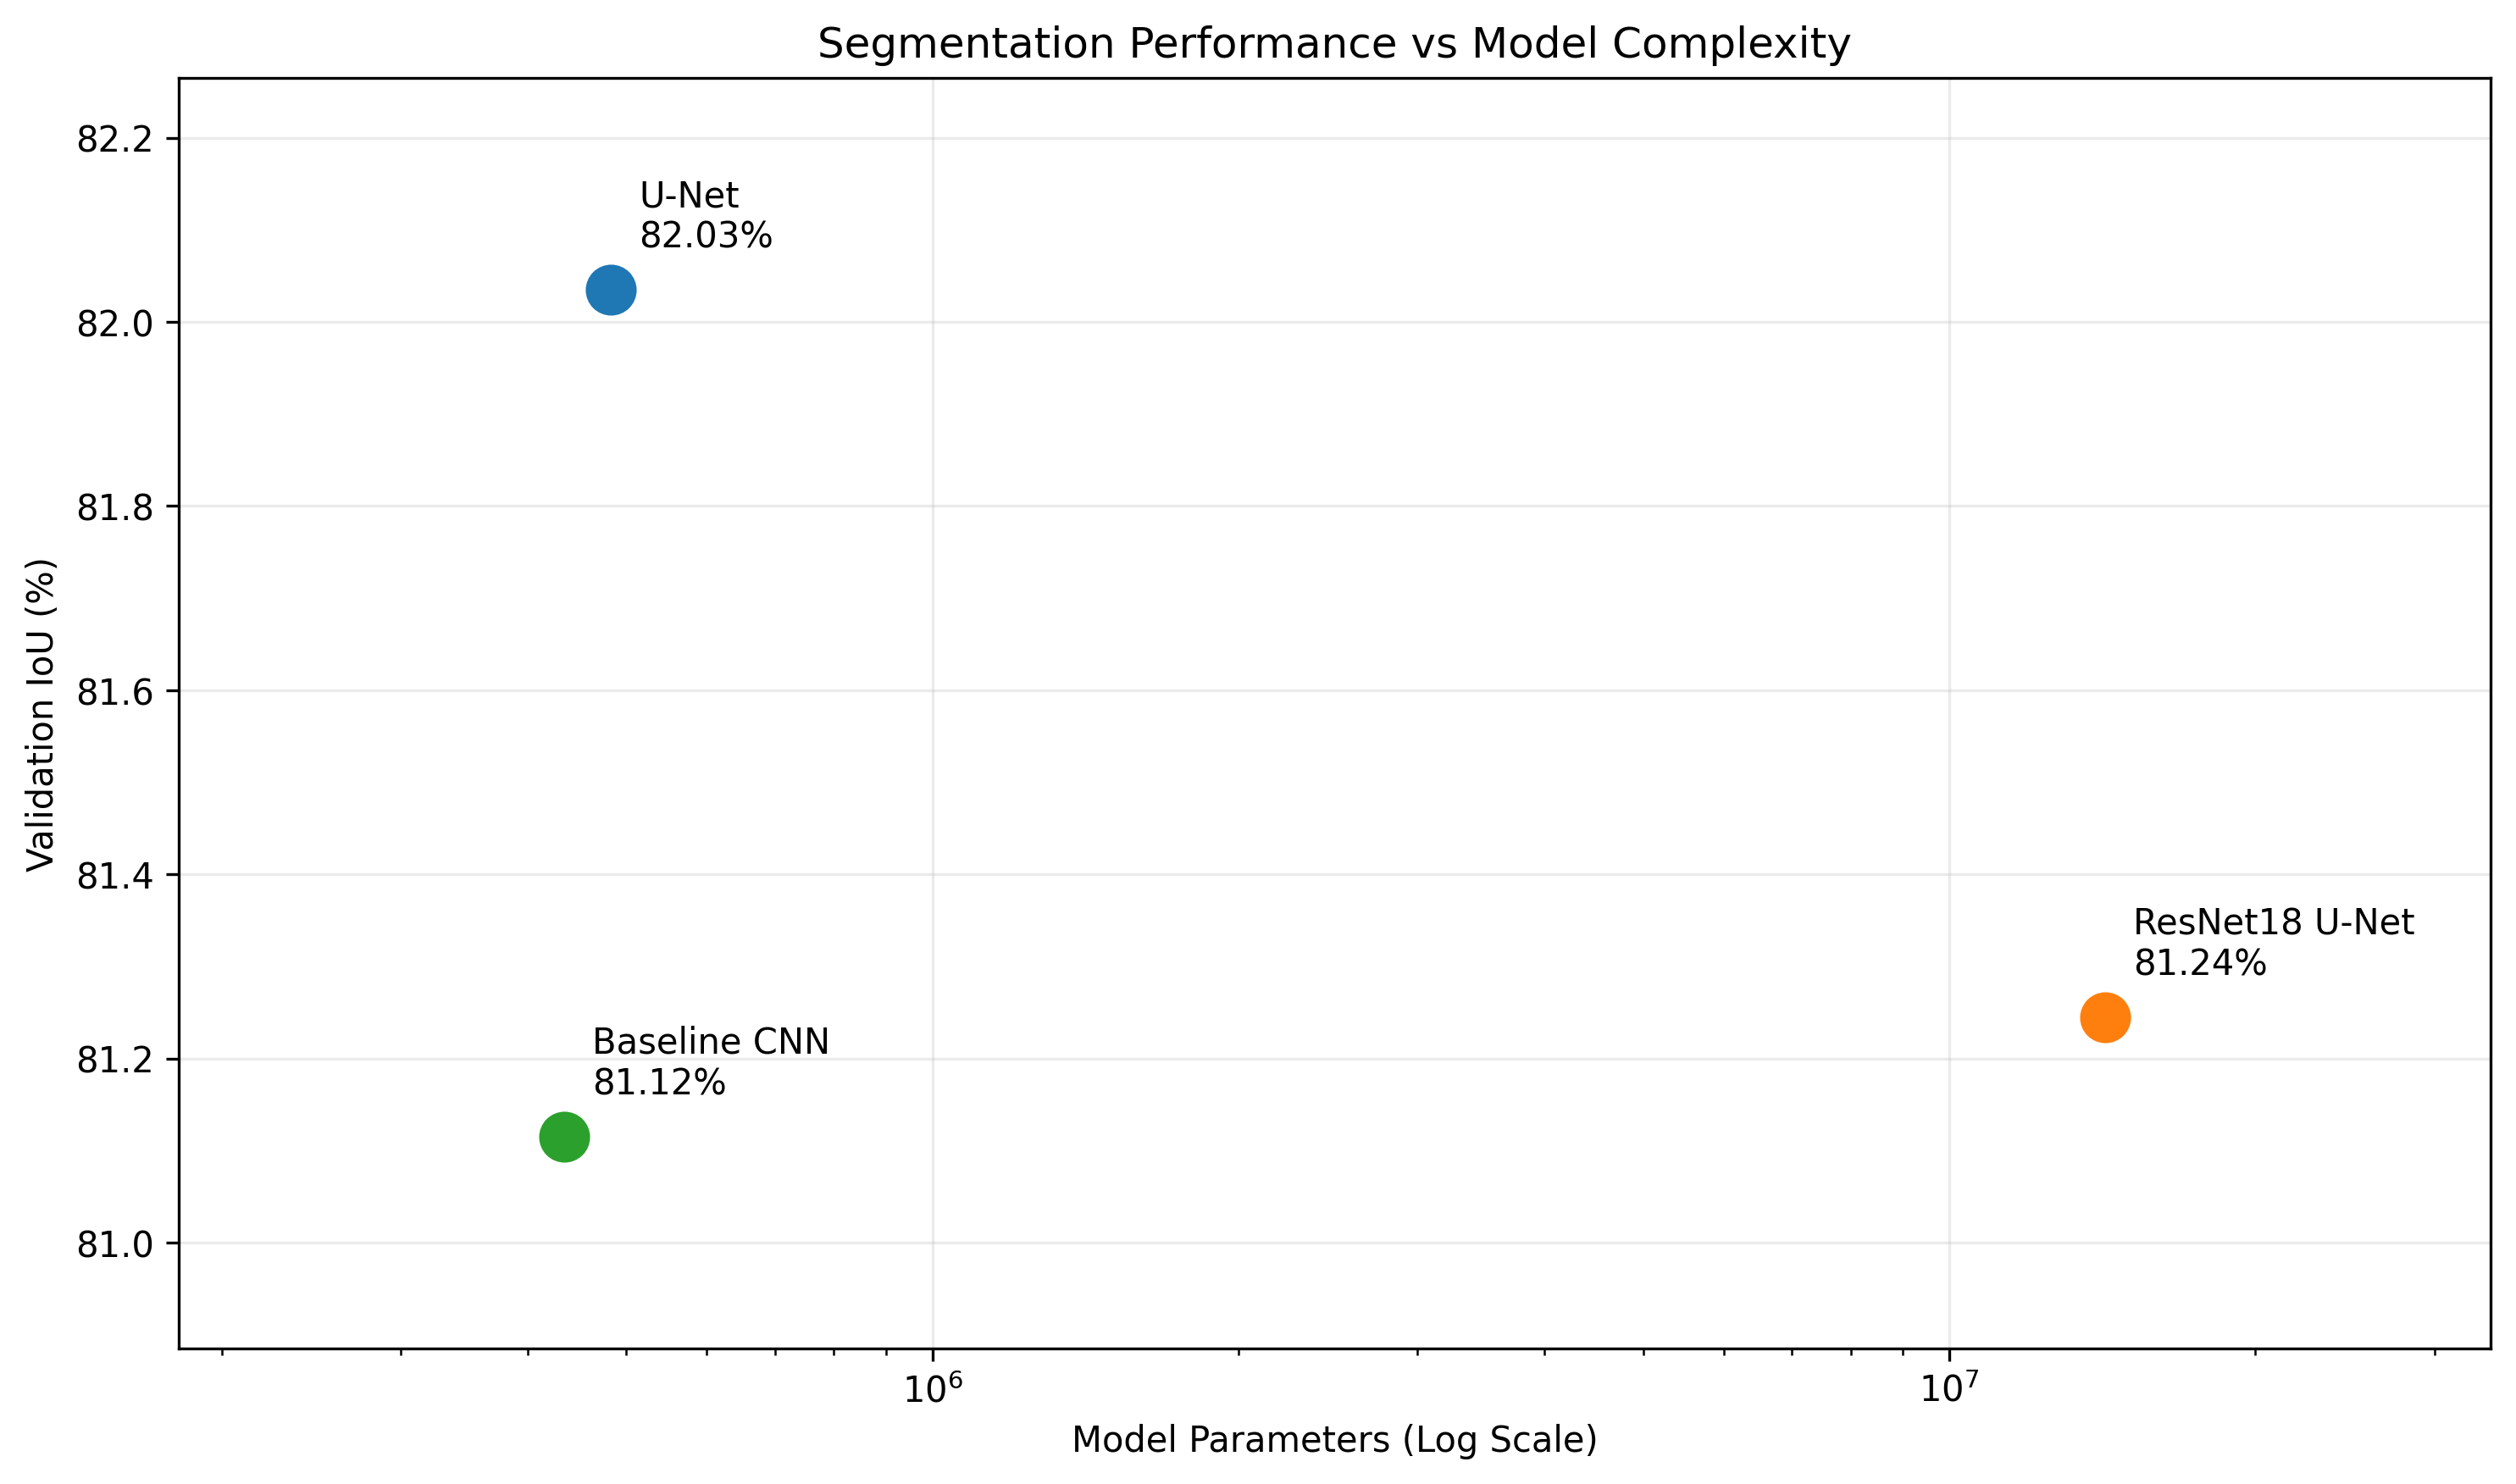 Segmentation Performance vs Model Complexity
Validation IoU (%)
82.2
82.0
81.8
81.6
81.4
81.2
81.0
U-Net
82.03%
ResNet18 U-Net
81.24%
Baseline CNN
81.12%
10⁶
10⁷
Model Parameters (Log Scale)